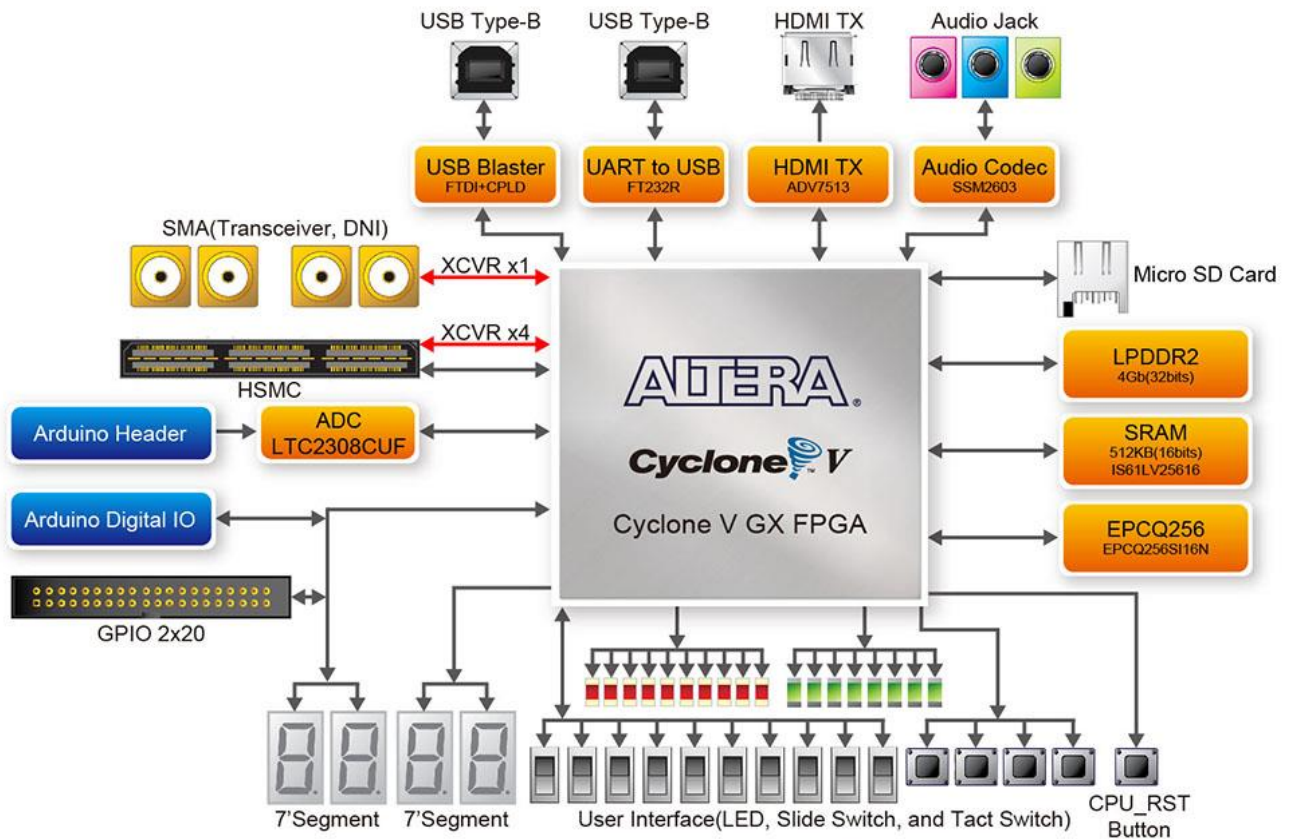 USB Type-B
USB Type-B
HDMI TX
Audio Jack
USB Blaster
FTDI+CPLD
UART to USB
FT232R
HDMI TX
ADV7513
Audio Codec
SSM2603
SMA(Transceiver, DNI)
XCVR x1
Micro SD Card
XCVR x4
HSMC
LPDDR2
4Gb(32bits)
ALTERA.
Arduino Header
ADC
LTC2308CUF
SRAM
512KB(16bits)
IS61LV25616
Cyclone™ V
Arduino Digital IO
Cyclone V GX FPGA
EPCQ256
EPCQ256SI16N
GPIO 2x20
7'Segment
7'Segment
User Interface(LED, Slide Switch, and Tact Switch)
CPU_RST
Button